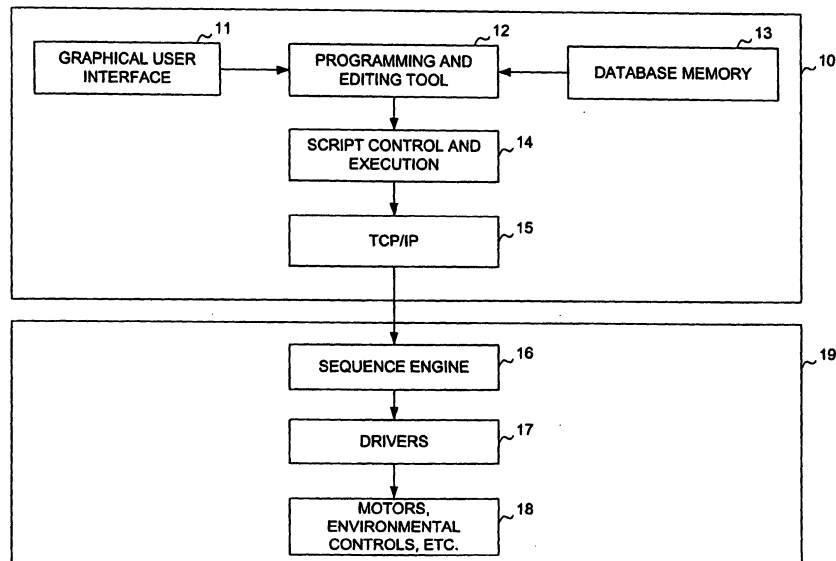 11
GRAPHICAL USER
INTERFACE
12
PROGRAMMING AND
EDITING TOOL
13
DATABASE MEMORY
10
SCRIPT CONTROL AND
EXECUTION
14
TCP/IP
15
SEQUENCE ENGINE
16
19
DRIVERS
17
MOTORS,
ENVIRONMENTAL
CONTROLS, ETC.
18